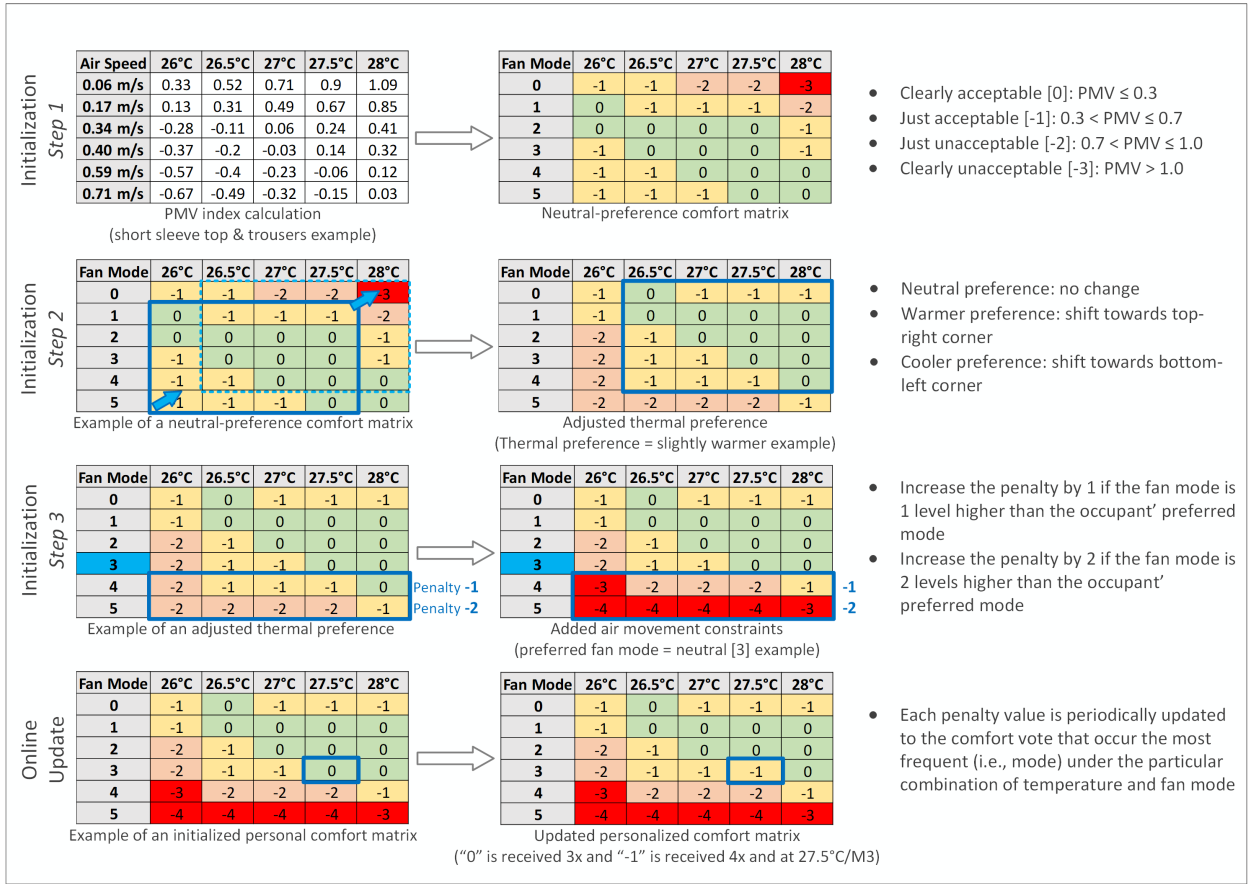 Initialization
Step 1
Air Speed 26°C 26.5°C 27°C 27.5°C 28°C
0.06 m/s 0.33 0.52 0.71 0.9 1.09
0.17 m/s 0.13 0.31 0.49 0.67 0.85
0.34 m/s -0.28 -0.11 0.06 0.24 0.41
0.40 m/s -0.37 -0.2 -0.03 0.14 0.32
0.59 m/s -0.57 -0.4 -0.23 -0.06 0.12
0.71 m/s -0.67 -0.49 -0.32 -0.15 0.03
PMV index calculation
(short sleeve top & trousers example)
Fan Mode 26°C 26.5°C 27°C 27.5°C 28°C
0 -1 -1 -2 -2 -3
1 0 -1 -1 -1 -2
2 0 0 0 0 -1
3 -1 0 0 0 -1
4 -1 -1 0 0 0
5 -1 -1 -1 0 0
Neutral-preference comfort matrix
• Clearly acceptable [0]: PMV ≤ 0.3
• Just acceptable [-1]: 0.3 < PMV ≤ 0.7
• Just unacceptable [-2]: 0.7 < PMV ≤ 1.0
• Clearly unacceptable [-3]: PMV > 1.0
Initialization
Step 2
Fan Mode 26°C 26.5°C 27°C 27.5°C 28°C
0 -1 -1 -2 -2 -3
1 0 -1 -1 -1 -2
2 0 0 0 0 -1
3 -1 0 0 0 -1
4 -1 -1 0 0 0
5 -1 -1 -1 0 0
Example of a neutral-preference comfort matrix
Fan Mode 26°C 26.5°C 27°C 27.5°C 28°C
0 -1 0 -1 -1 -1
1 -1 0 0 0 0
2 -2 -1 0 0 0
3 -2 -1 -1 0 0
4 -2 -1 -1 -1 0
5 -2 -2 -2 -2 -1
Adjusted thermal preference
(Thermal preference = slightly warmer example)
• Neutral preference: no change
• Warmer preference: shift towards top-
right corner
• Cooler preference: shift towards bottom-
left corner
Initialization
Step 3
Fan Mode 26°C 26.5°C 27°C 27.5°C 28°C
0 -1 0 -1 -1 -1
1 -1 0 0 0 0
2 -2 -1 0 0 0
3 -2 -1 -1 0 0
4 -2 -1 -1 -1 0 Penalty -1
5 -2 -2 -2 -2 -1 Penalty -2
Example of an adjusted thermal preference
Fan Mode 26°C 26.5°C 27°C 27.5°C 28°C
0 -1 0 -1 -1 -1
1 -1 0 0 0 0
2 -2 -1 0 0 0
3 -2 -1 -1 0 0
4 -3 -2 -2 -2 -1 -1
5 -4 -4 -4 -4 -3 -2
Added air movement constraints
(preferred fan mode = neutral [3] example)
• Increase the penalty by 1 if the fan mode is
1 level higher than the occupant’ preferred
mode
• Increase the penalty by 2 if the fan mode is
2 levels higher than the occupant’
preferred mode
Online
Update
Fan Mode 26°C 26.5°C 27°C 27.5°C 28°C
0 -1 0 -1 -1 -1
1 -1 0 0 0 0
2 -2 -1 0 0 0
3 -2 -1 -1 0 0
4 -3 -2 -2 -2 -1
5 -4 -4 -4 -4 -3
Example of an initialized personal comfort matrix
Fan Mode 26°C 26.5°C 27°C 27.5°C 28°C
0 -1 0 -1 -1 -1
1 -1 0 0 0 0
2 -2 -1 0 0 0
3 -2 -1 -1 -1 0
4 -3 -2 -2 -2 -1
5 -4 -4 -4 -4 -3
Updated personalized comfort matrix
(“0” is received 3x and “-1” is received 4x and at 27.5°C/M3)
• Each penalty value is periodically updated
to the comfort vote that occur the most
frequent (i.e., mode) under the particular
combination of temperature and fan mode